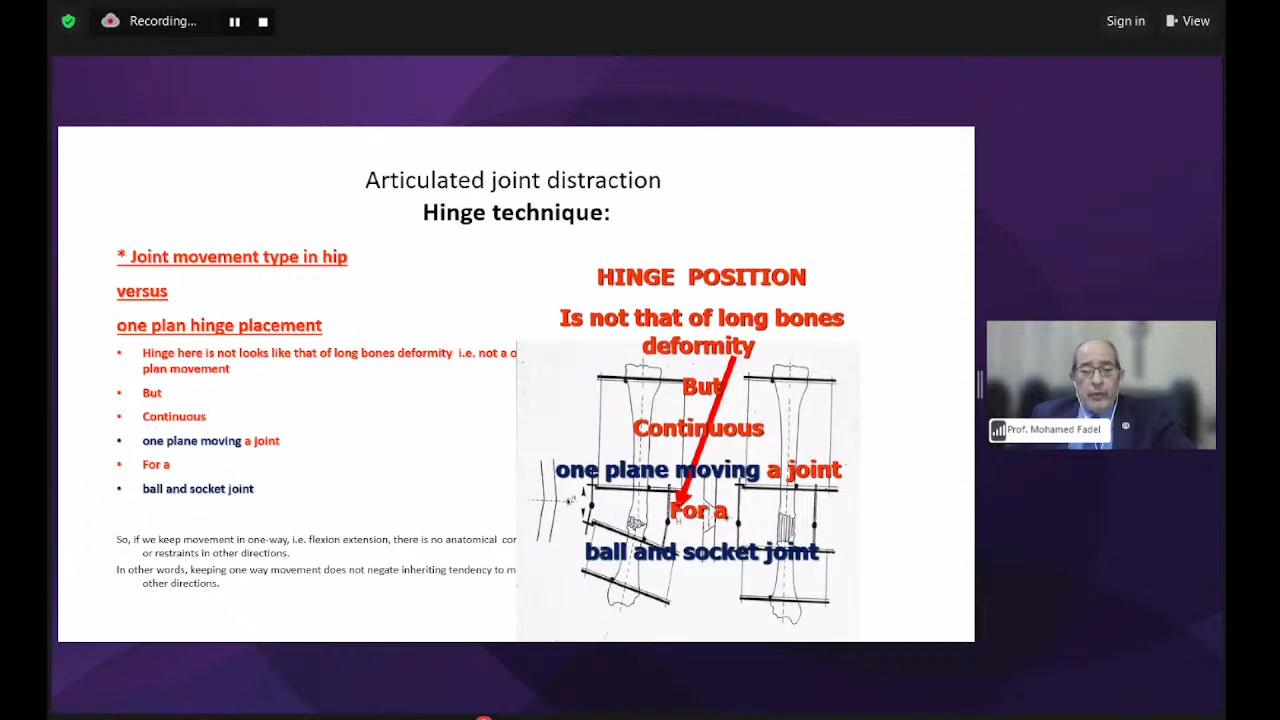 Recording...
Sign in
View
Articulated joint distraction
Hinge technique:
* Joint movement type in hip
versus
one plan hinge placement
• Hinge here is not looks like that of long bones deformity i.e. not a o
plan movement
• But
• Continuous
• one plane moving a joint
• For a
• ball and socket joint
So, if we keep movement in one-way, i.e. flexion extension, there is no anatomical cor
or restraints in other directions.
In other words, keeping one way movement does not negate inheriting tendency to m
other directions.
HINGE POSITION
Is not that of long bones
deformity
But
Continuous
one plane moving a joint
For a
ball and socket joint
Prof. Mohamed Fadel